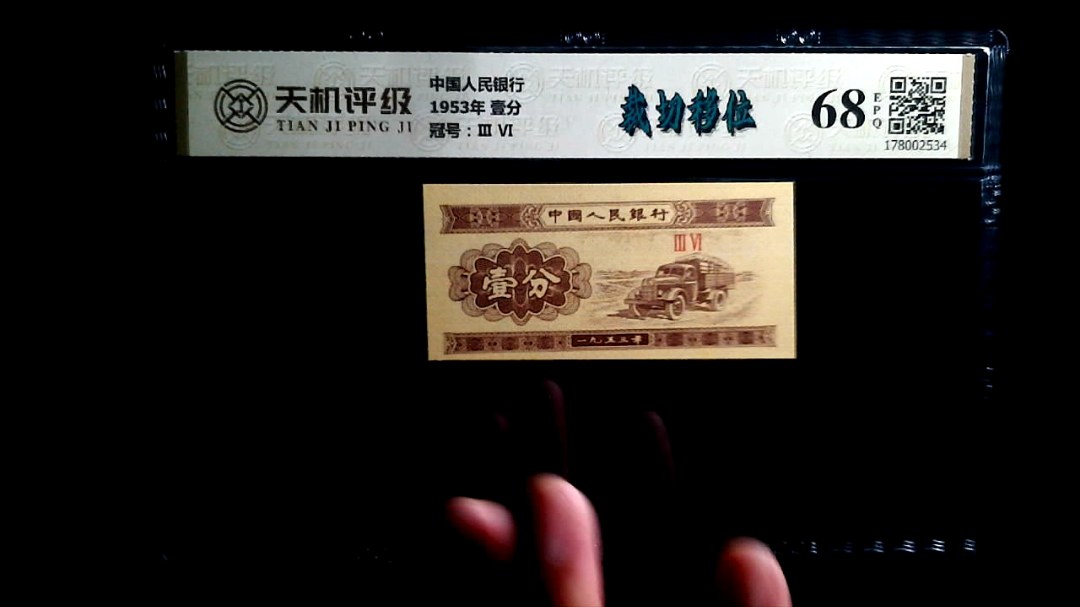 天机评级
TIAN JI PING JI
中国人民银行
1953年 壹分
冠号：Ⅲ Ⅵ
裁切移位
68
EPQ
178002534
中國人民銀行
Ⅲ Ⅵ
壹分
一九五三年